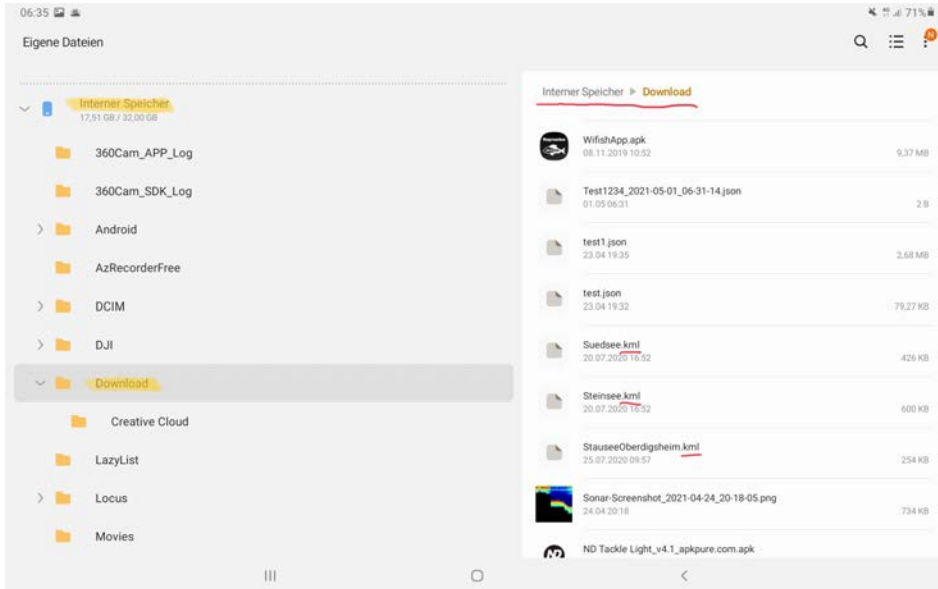 06:35
71%
Eigene Dateien
N
Interner Speicher
17,51 GB / 32,00 GB
360Cam_APP_Log
360Cam_SDK_Log
Android
AzRecorderFree
DCIM
DJI
Download
Creative Cloud
LazyList
Locus
Movies
Interner Speicher ▶ Download
WifishApp.apk
08.11.2019 10:52
9,37 MB
Test1234_2021-05-01_06-31-14.json
01.05 06:31
2 B
test1.json
23.04 19:35
2,68 MB
test.json
23.04 19:32
79,27 KB
Suedsee.kml
20.07.2020 16:52
426 KB
Steinsee.kml
20.07.2020 16:52
600 KB
StauseeOberdigsheim.kml
25.07.2020 09:57
254 KB
Sonar-Screenshot_2021-04-24_20-18-05.png
24.04 20:18
734 KB
ND Tackle Light_v4.1_apkpure.com.apk